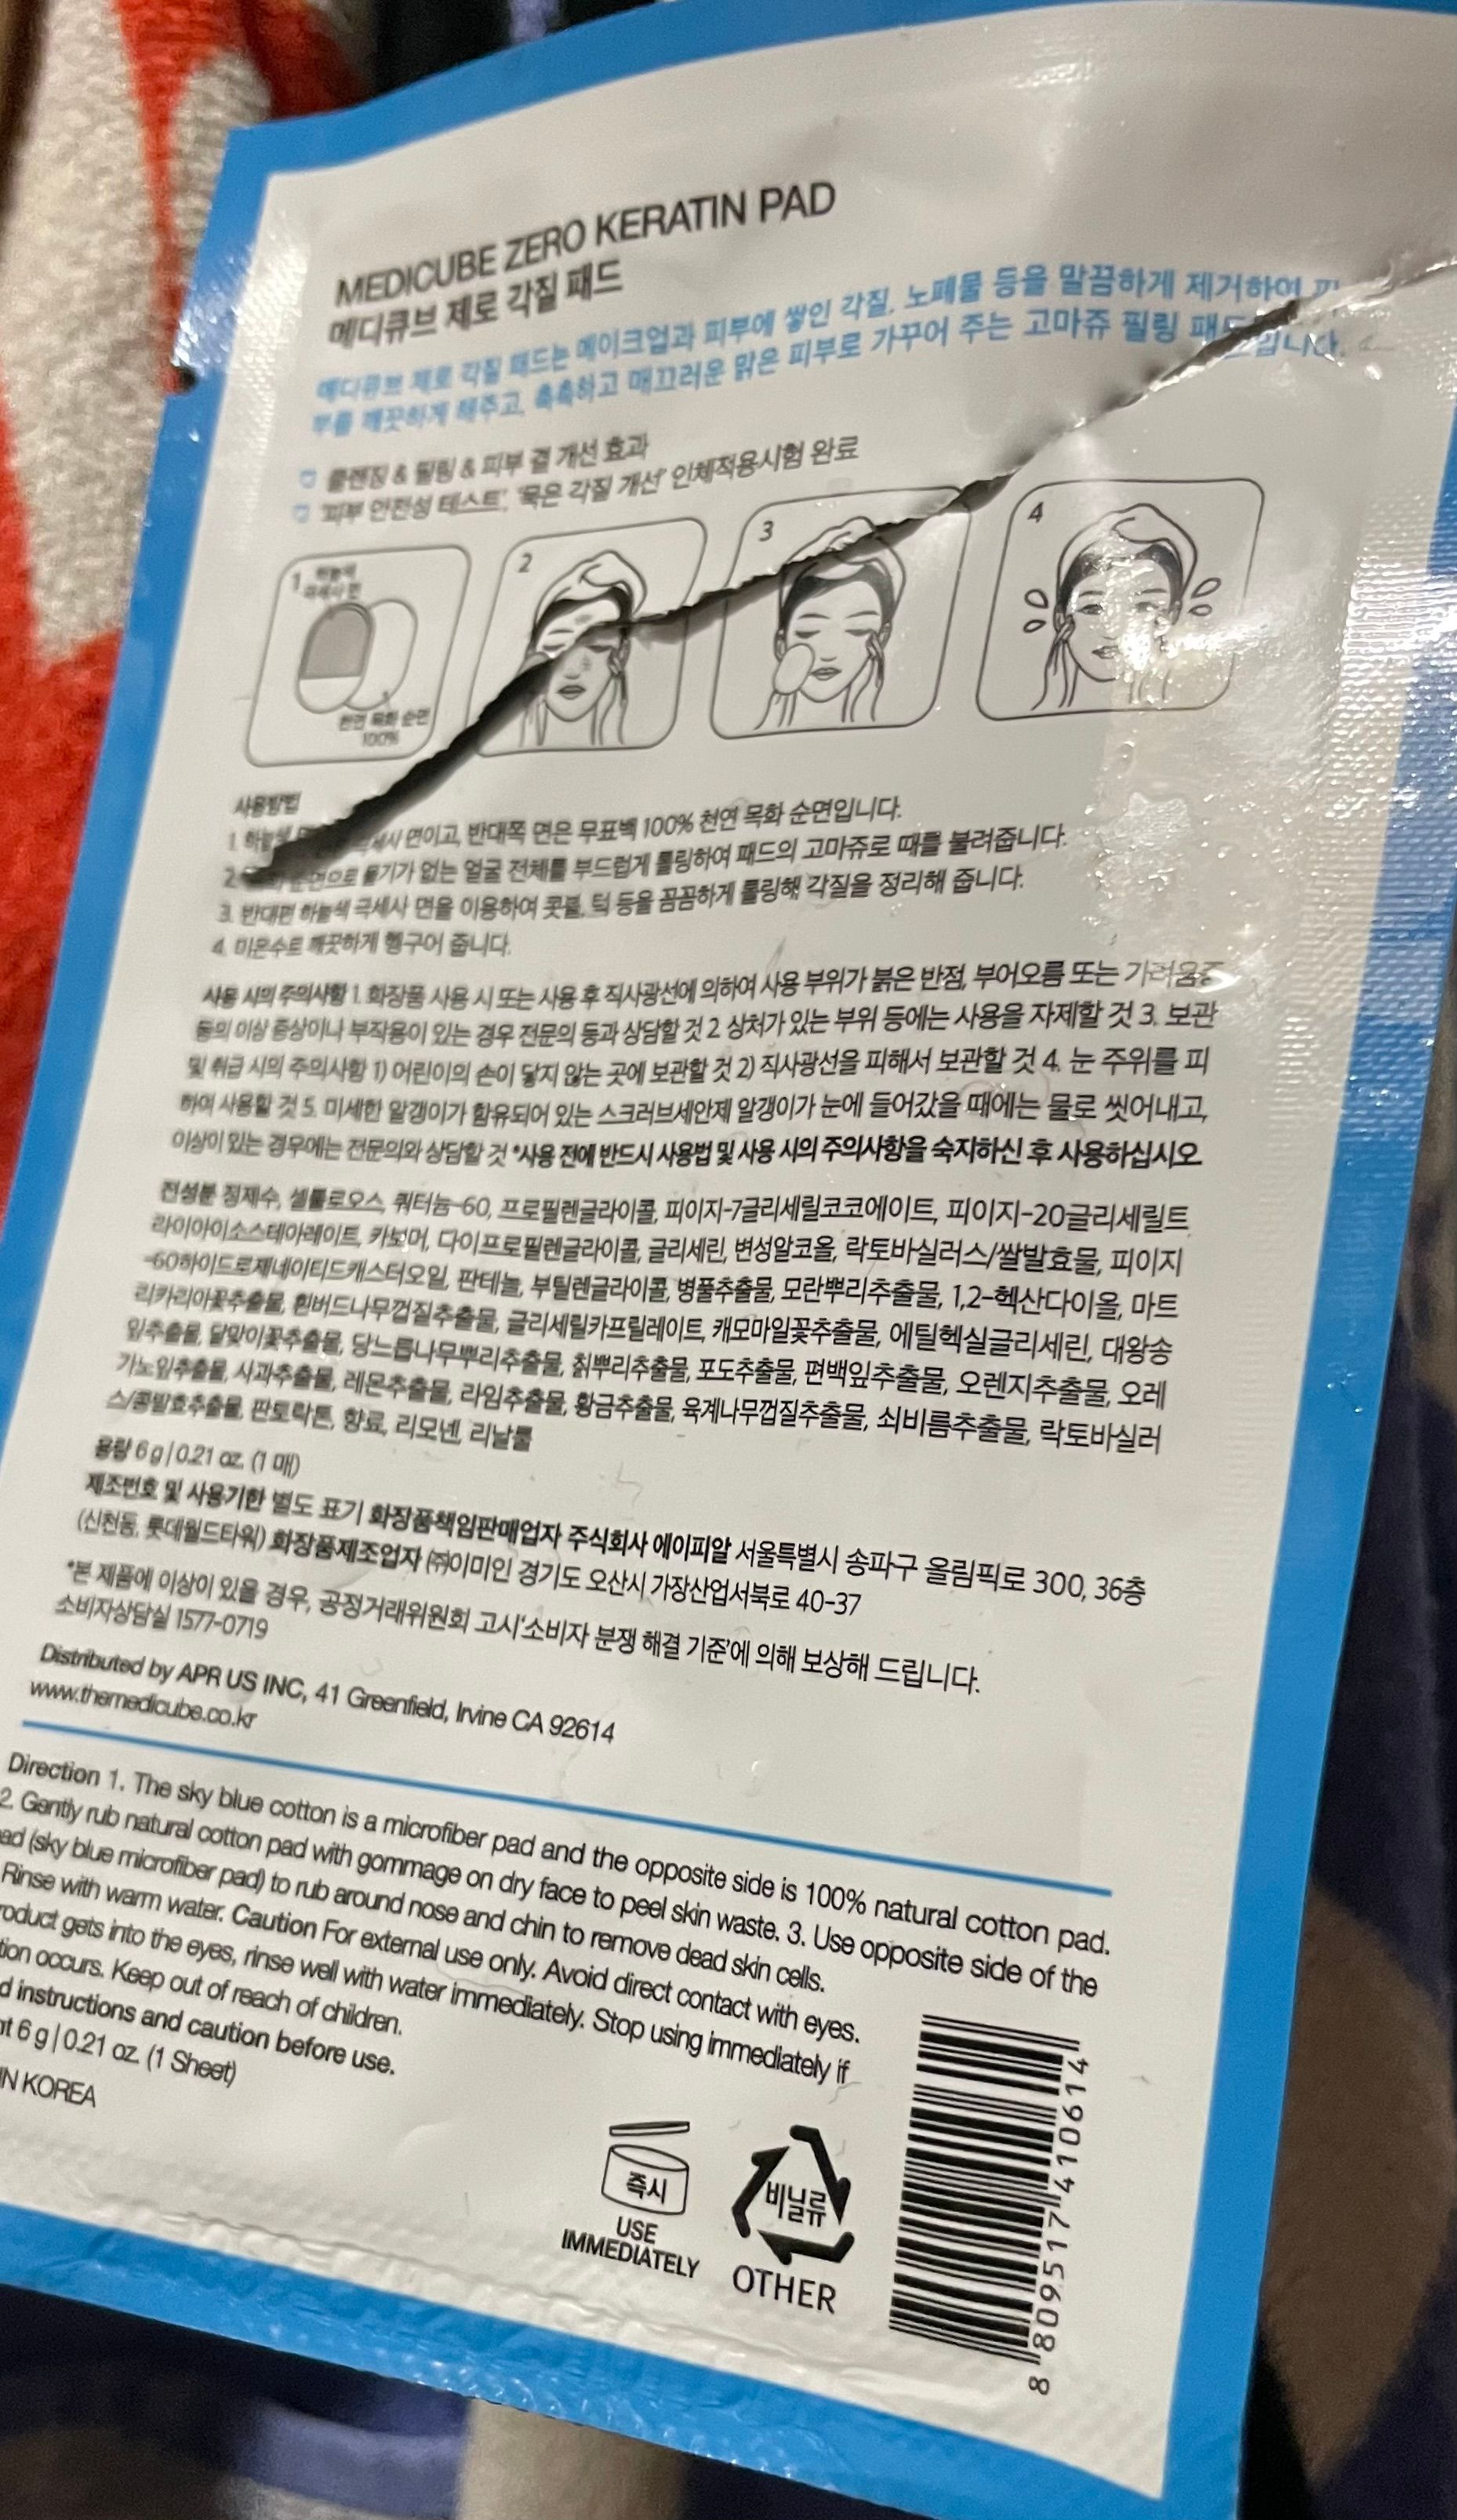 MEDICUBE ZERO KERATIN PAD
메디큐브 제로 각질 패드
메디큐브 제로 각질 패드는 메이크업과 피부에 쌓인 각질, 노폐물 등을 말끔하게 제거하여 피
부를 깨끗하게 해주고, 촉촉하고 매끄러운 맑은 피부로 가꾸어 주는 고마쥬 필링 패드입니다.
클렌징 & 필링 & 피부 결 개선 효과
'피부 안전성 테스트', '묵은 각질 개선' 인체적용시험 완료
1 하늘색
극세사 면
천연 목화 순면
100%
2
3
4
사용방법
1. 하늘색 면이고, 반대쪽 면은 무표백 100% 천연 목화 순면입니다.
2. 순면으로 물기가 없는 얼굴 전체를 부드럽게 롤링하여 패드의 고마쥬로 때를 불려줍니다.
3. 반대편 하늘색 극세사 면을 이용하여 콧볼, 턱 등을 꼼꼼하게 롤링해 각질을 정리해 줍니다.
4. 미온수로 깨끗하게 헹구어 줍니다.
사용 시의 주의사항 1. 화장품 사용 시 또는 사용 후 직사광선에 의하여 사용 부위가 붉은 반점, 부어오름 또는 가려움증
등의 이상 증상이나 부작용이 있는 경우 전문의 등과 상담할 것 2. 상처가 있는 부위 등에는 사용을 자제할 것 3. 보관
및 취급 시의 주의사항 1) 어린이의 손이 닿지 않는 곳에 보관할 것 2) 직사광선을 피해서 보관할 것 4. 눈 주위를 피
하여 사용할 것 5. 미세한 알갱이가 함유되어 있는 스크러브세안제 알갱이가 눈에 들어갔을 때에는 물로 씻어내고,
이상이 있는 경우에는 전문의와 상담할 것 *사용 전에 반드시 사용법 및 사용 시의 주의사항을 숙지하신 후 사용하십시오.
전성분 정제수, 셀룰로오스, 쿼터늄-60, 프로필렌글라이콜, 피이지-7글리세릴코코에이트, 피이지-20글리세릴트
라이아이소스테아레이트, 카보머, 다이프로필렌글라이콜, 글리세린, 변성알코올, 락토바실러스/쌀발효물, 피이지
-60하이드로제네이티드캐스터오일, 판테놀, 부틸렌글라이콜, 병풀추출물, 모란뿌리추출물, 1,2-헥산다이올, 마트
리카리아꽃추출물, 흰버드나무껍질추출물, 글리세릴카프릴레이트, 캐모마일꽃추출물, 에틸헥실글리세린, 대왕송
잎추출물, 달맞이꽃추출물, 당느릅나무뿌리추출물, 칡뿌리추출물, 포도추출물, 편백잎추출물, 오렌지추출물, 오레
가노잎추출물, 사과추출물, 레몬추출물, 라임추출물, 황금추출물, 육계나무껍질추출물, 쇠비름추출물, 락토바실러
스/콩발효추출물, 판토락톤, 향료, 리모넨, 리날룰
용량 6 g | 0.21 oz. (1 매)
제조번호 및 사용기한 별도 표기 화장품책임판매업자 주식회사 에이피알 서울특별시 송파구 올림픽로 300, 36층
(신천동, 롯데월드타워) 화장품제조업자 ㈜이미인 경기도 오산시 가장산업서북로 40-37
*본 제품에 이상이 있을 경우, 공정거래위원회 고시 '소비자 분쟁 해결 기준'에 의해 보상해 드립니다.
소비자상담실 1577-0719
Distributed by APR US INC, 41 Greenfield, Irvine CA 92614
www.themedicube.co.kr
Direction 1. The sky blue cotton is a microfiber pad and the opposite side is 100% natural cotton pad.
2. Gently rub natural cotton pad with gommage on dry face to peel skin waste. 3. Use opposite side of the
ad (sky blue microfiber pad) to rub around nose and chin to remove dead skin cells.
Rinse with warm water. Caution For external use only. Avoid direct contact with eyes.
roduct gets into the eyes, rinse well with water immediately. Stop using immediately if
tion occurs. Keep out of reach of children.
d instructions and caution before use.
nt 6 g | 0.21 oz. (1 Sheet)
IN KOREA
즉시
USE
IMMEDIATELY
비닐류
OTHER
8 809517 410614